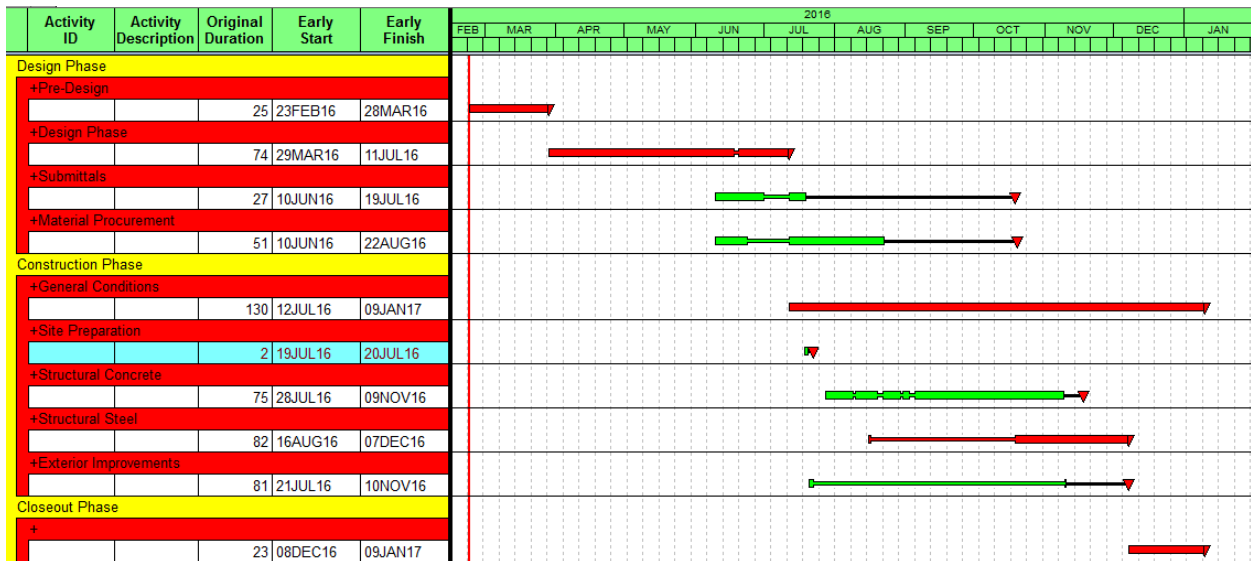 Activity ID Activity Description Original Duration Early Start Early Finish
2016
FEB MAR APR MAY JUN JUL AUG SEP OCT NOV DEC JAN
Design Phase
+Pre-Design
25 23FEB16 28MAR16
+Design Phase
74 29MAR16 11JUL16
+Submittals
27 10JUN16 19JUL16
+Material Procurement
51 10JUN16 22AUG16
Construction Phase
+General Conditions
130 12JUL16 09JAN17
+Site Preparation
2 19JUL16 20JUL16
+Structural Concrete
75 28JUL16 09NOV16
+Structural Steel
82 16AUG16 07DEC16
+Exterior Improvements
81 21JUL16 10NOV16
Closeout Phase
+
23 08DEC16 09JAN17